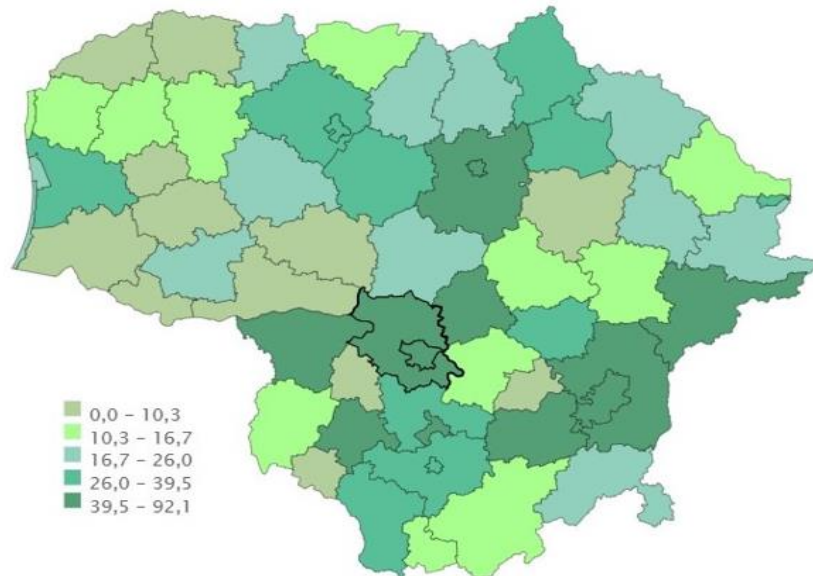 0,0 – 10,3
10,3 – 16,7
16,7 – 26,0
26,0 – 39,5
39,5 – 92,1